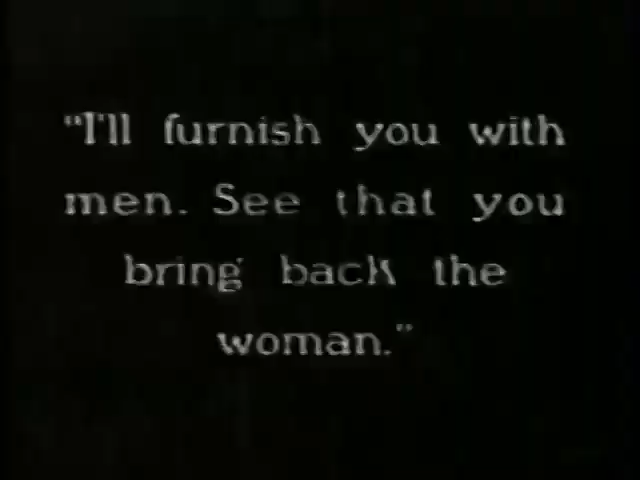 "I'll furnish you with
men. See that you
bring back the
woman."